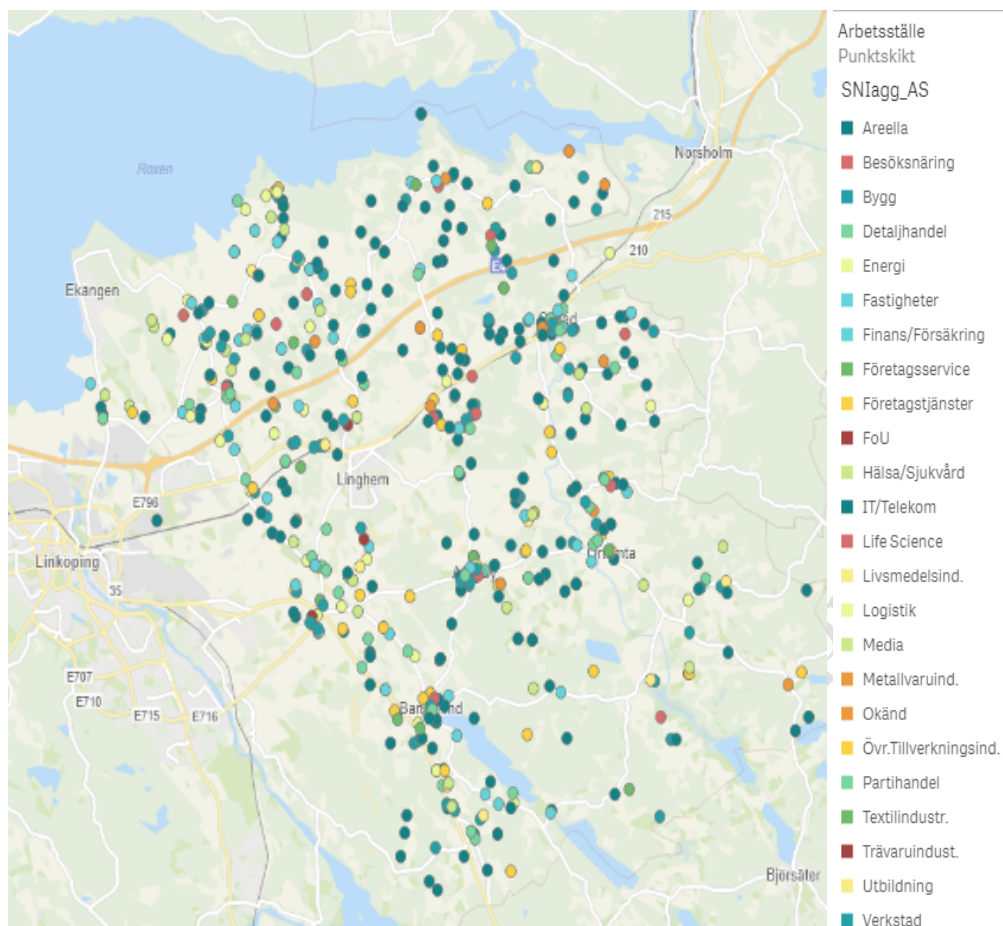 Roxen
Norsholm
215
210
E4
Ekängen
Linghem
E796
Linkoping
35
E707
E710
E715
E716
Björsäter
Arbetsställe
Punktskikt
SNIagg_AS
Areella
Besöksnäring
Bygg
Detaljhandel
Energi
Fastigheter
Finans/Försäkring
Företagsservice
Företagstjänster
FoU
Hälsa/Sjukvård
IT/Telekom
Life Science
Livsmedelsind.
Logistik
Media
Metallvaruind.
Okänd
Övr.Tillverkningsind.
Partihandel
Textilindustr.
Trävaruindust.
Utbildning
Verkstad